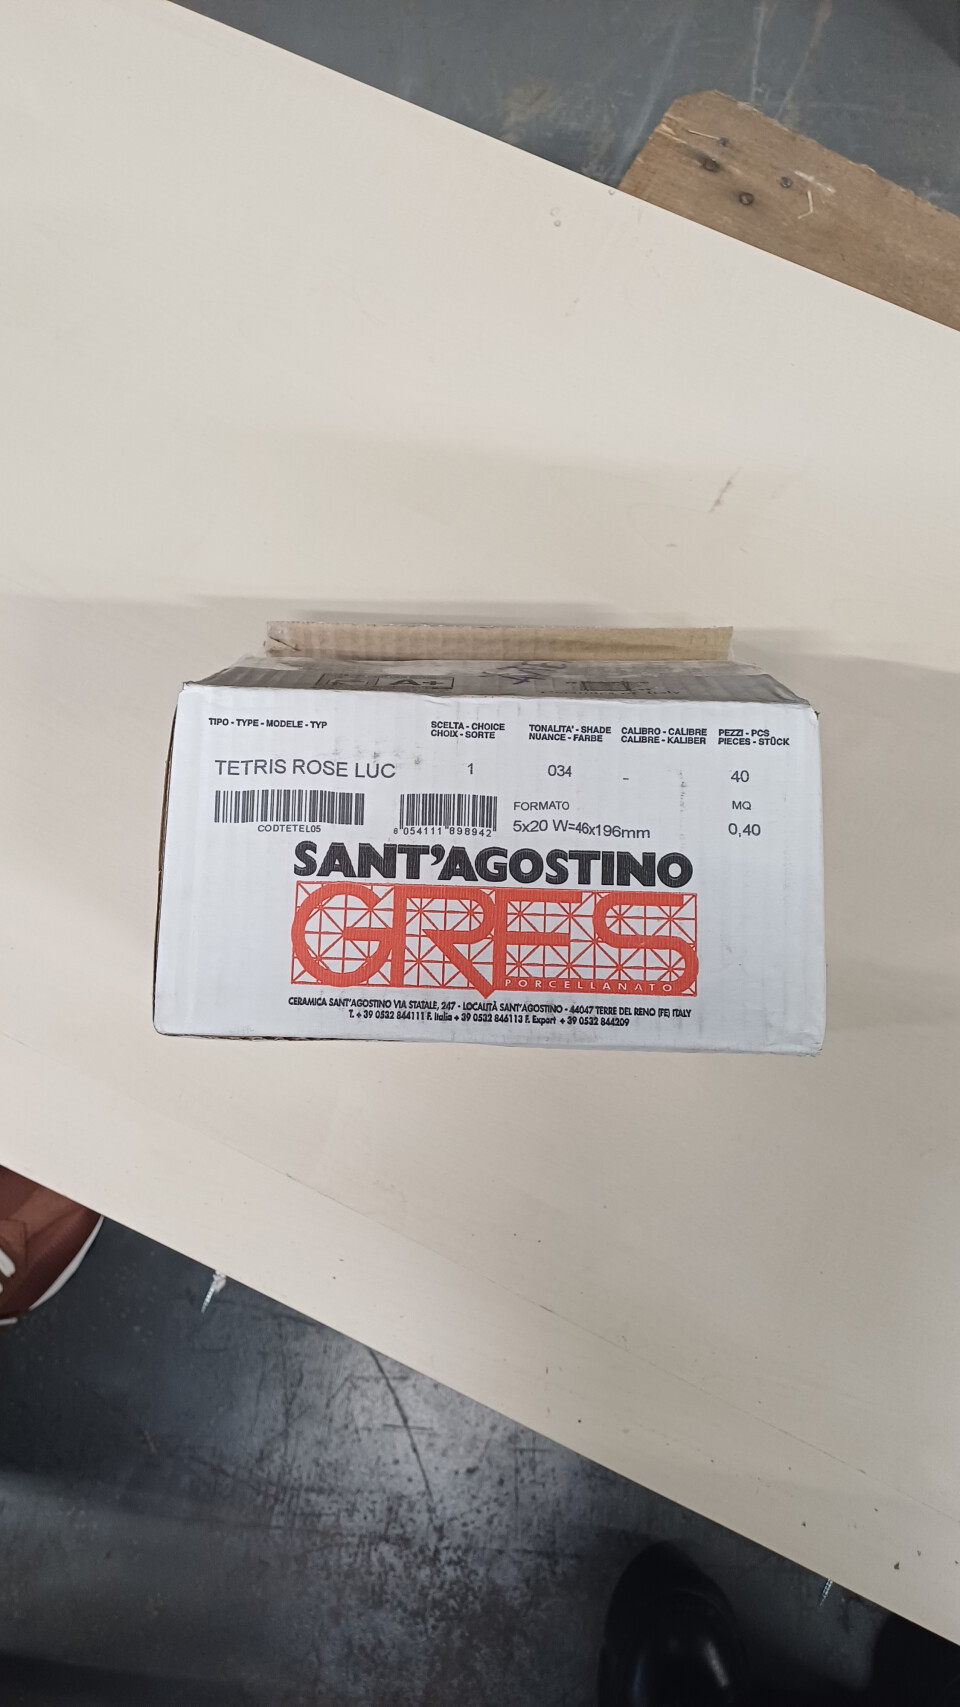 TIPO - TYPE - MODELE - TYP
SCELTA - CHOICE
CHOIX - SORTE
TONALITA' - SHADE
NUANCE - FARBE
CALIBRO - CALIBRE
CALIBRE - KALIBER
PEZZI - PCS
PIECES - STÜCK
TETRIS ROSE LUC
1
034
-
40
CODTETEL05
8 054111 898942
FORMATO
5x20 W=46x196mm
MQ
0,40
SANT'AGOSTINO
GRES
PORCELLANATO
CERAMICA SANT'AGOSTINO VIA STATALE, 247 - LOCALITÀ SANT'AGOSTINO - 44047 TERRE DEL RENO (FE) ITALY
T. + 39 0532 844111 F. Italia + 39 0532 846113 F. Export + 39 0532 844209